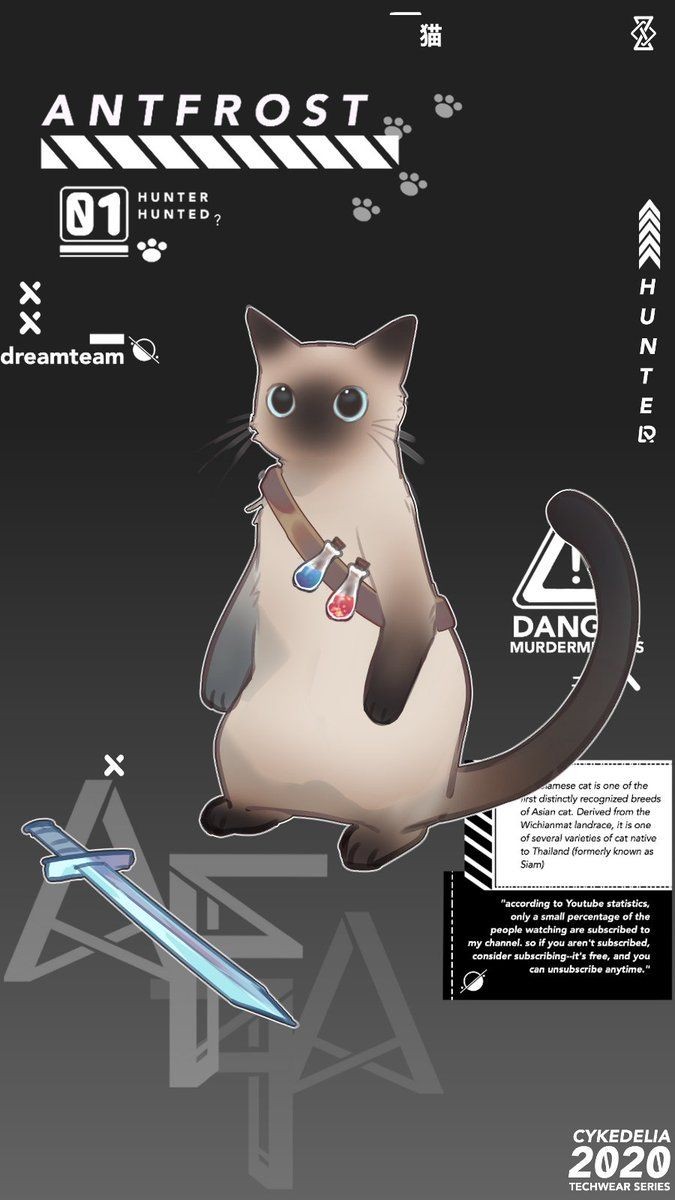 猫
ANTFROST
01
HUNTER
HUNTED?
HUNTER
dreamteam
DANG
MURDERM
amese cat is one of the
first distinctly recognized breeds
of Asian cat. Derived from the
Wichianmat landrace, it is one
of several varieties of cat native
to Thailand (formerly known as
Siam)
"according to Youtube statistics,
only a small percentage of the
people watching are subscribed to
my channel. so if you aren't subscribed,
consider subscribing--it's free, and you
can unsubscribe anytime."
CYKEDELIA
2020
TECHWEAR SERIES